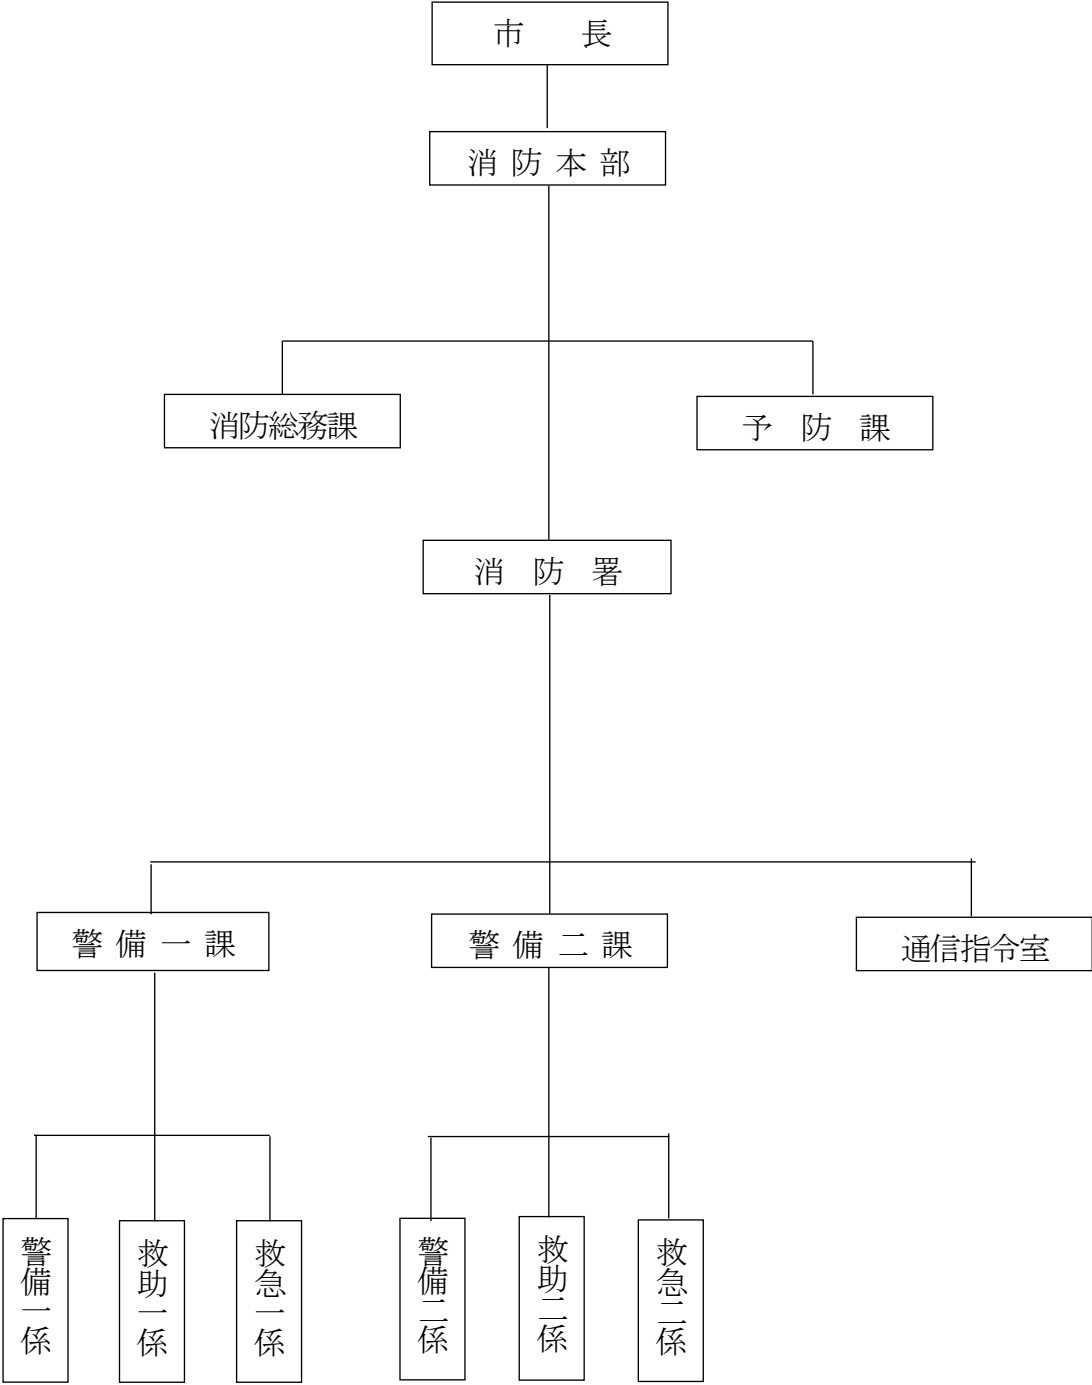 市　　長
消 防 本 部
消防総務課
予　防　課
消　防　署
警 備 一 課
警 備 二 課
通信指令室
警備一係
救助一係
救急一係
警備二係
救助二係
救急二係